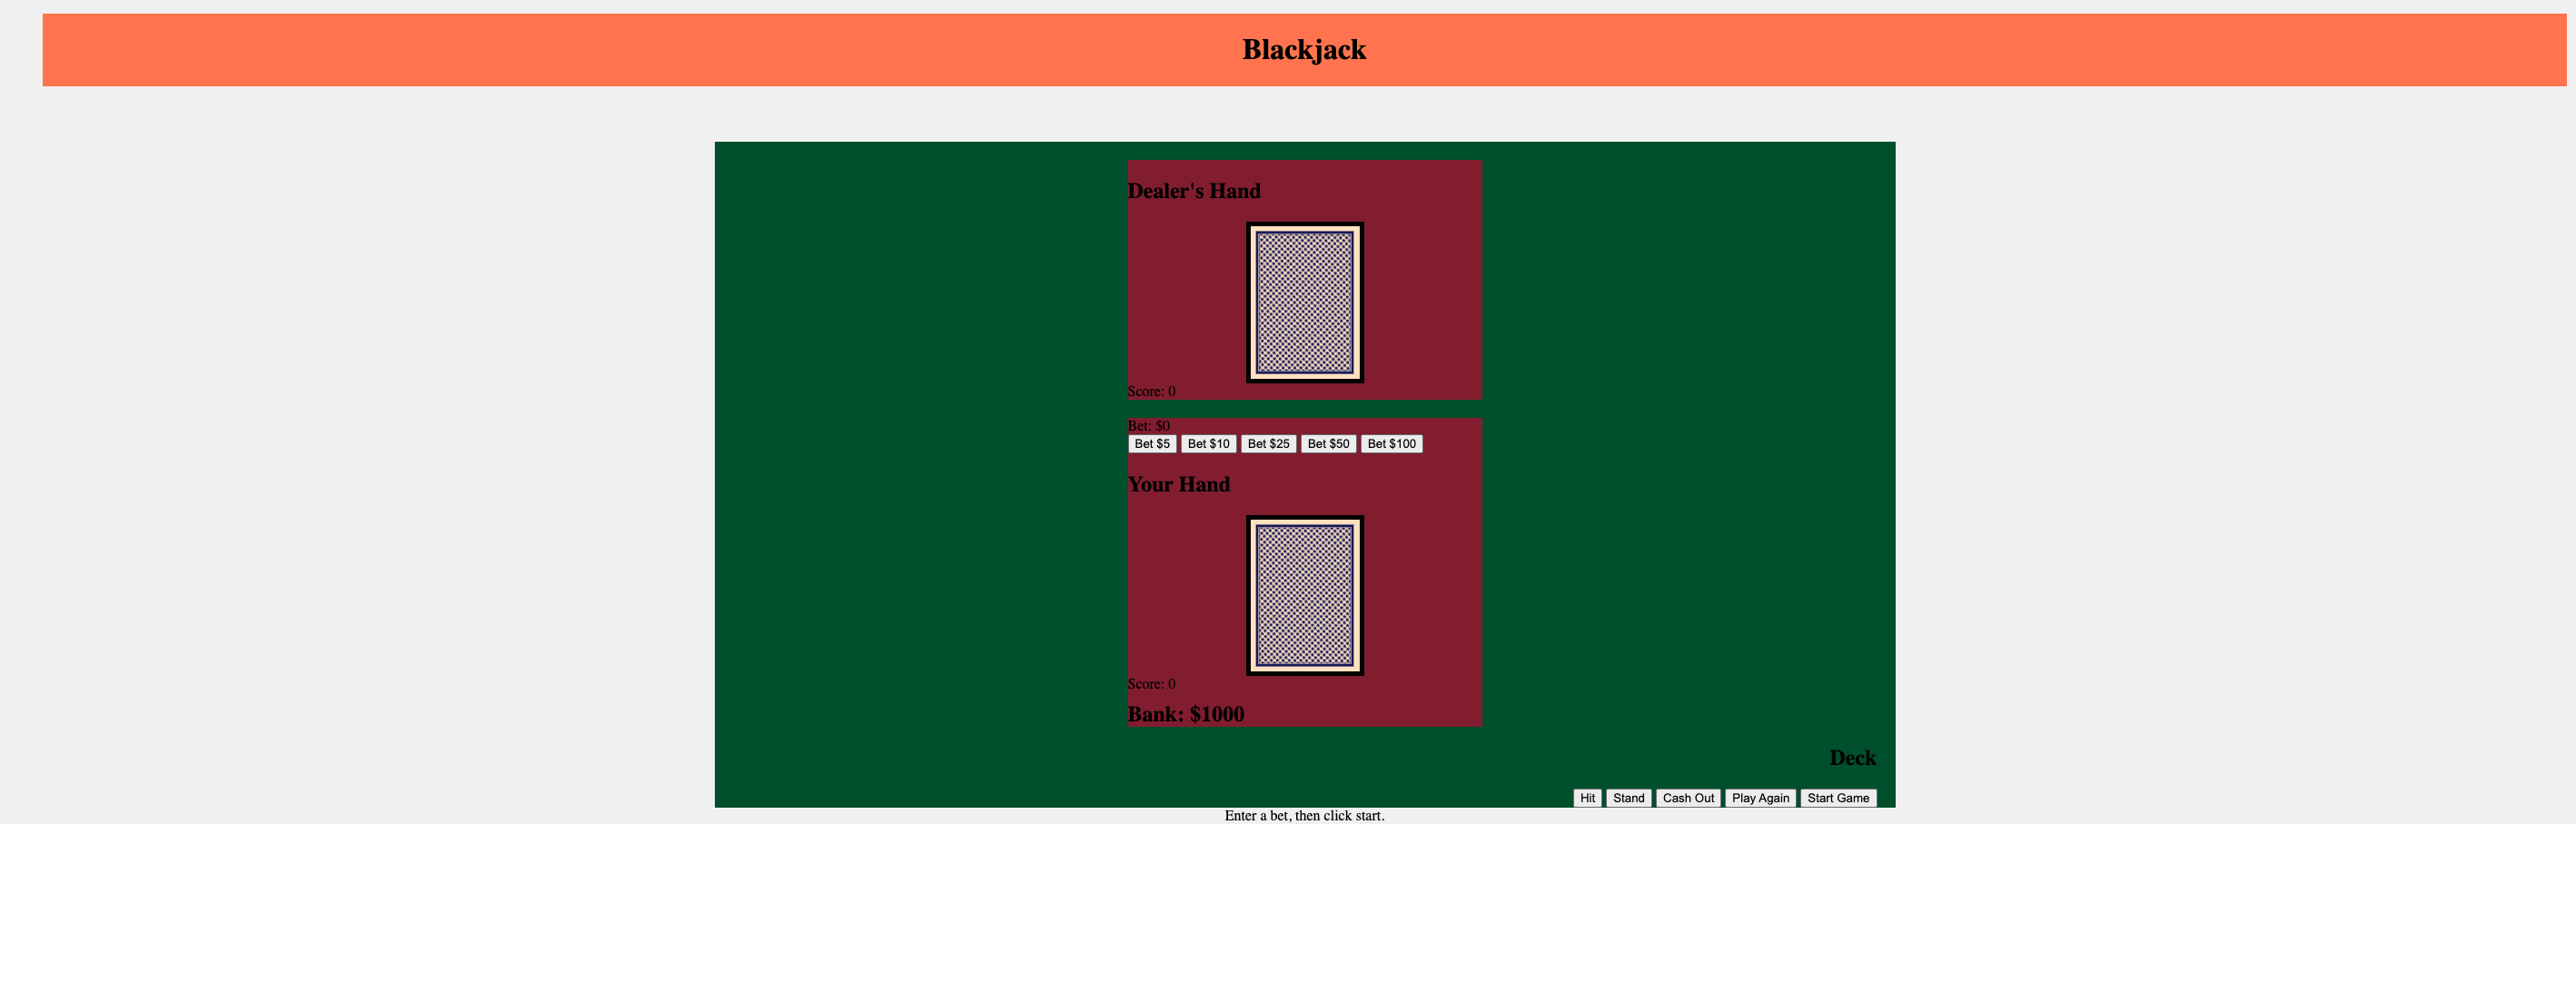 Blackjack
Dealer's Hand
Score: 0
Bet: $0
Bet $5 Bet $10 Bet $25 Bet $50 Bet $100
Your Hand
Score: 0
Bank: $1000
Deck
Hit Stand Cash Out Play Again Start Game
Enter a bet, then click start.